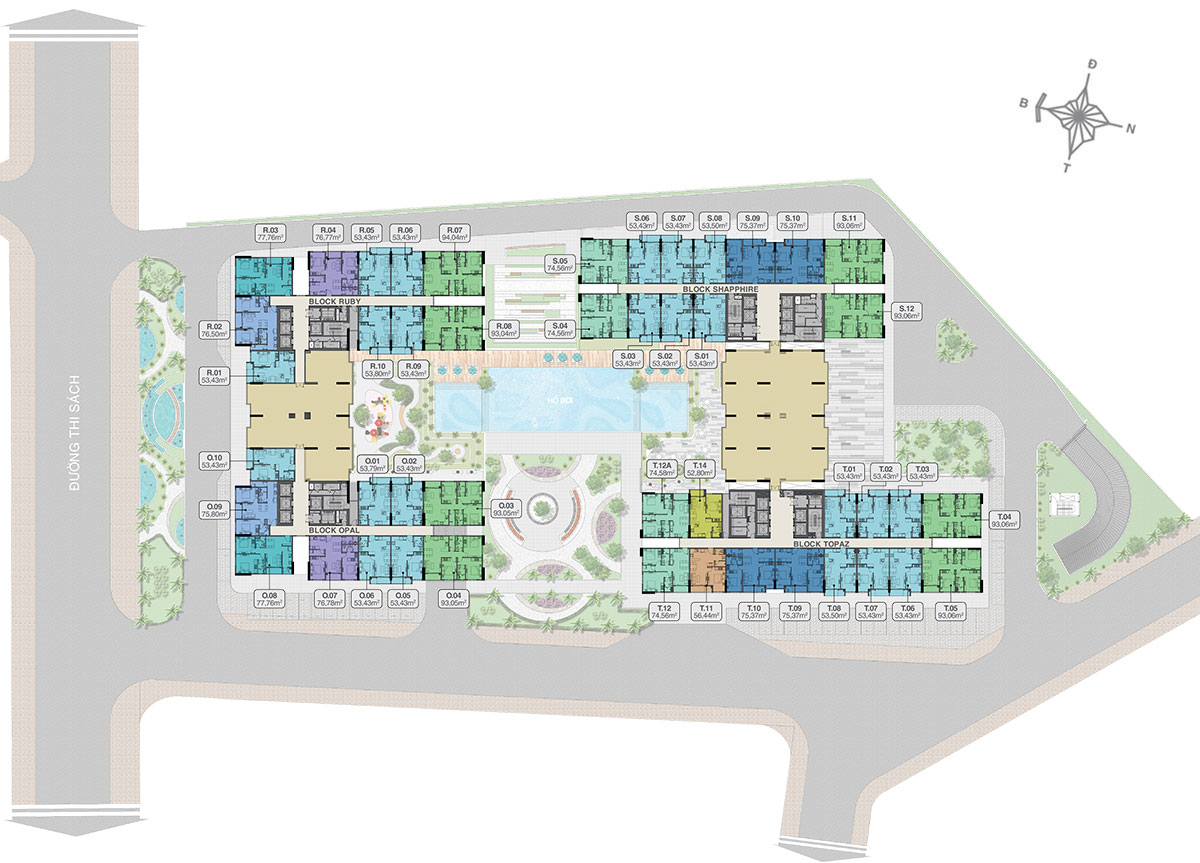 Đ
B
N
T
ĐƯỜNG THI SÁCH
R.03
77,76m²
R.04
76,77m²
R.05
53,43m²
R.06
53,43m²
R.07
94,04m²
S.06
53,43m²
S.07
53,43m²
S.08
53,50m²
S.09
75,37m²
S.10
75,37m²
S.11
93,06m²
S.05
74,56m²
BLOCK RUBY
BLOCK SHAPPHIRE
R.02
76,50m²
R.08
93,04m²
S.04
74,56m²
S.12
93,06m²
R.01
53,43m²
R.10
53,80m²
R.09
53,43m²
S.03
53,43m²
S.02
53,43m²
S.01
53,43m²
HỒ BƠI
O.10
53,43m²
O.01
53,79m²
O.02
53,43m²
T.12A
74,58m²
T.14
52,80m²
T.01
53,43m²
T.02
53,43m²
T.03
53,43m²
O.09
75,80m²
O.03
93,05m²
T.04
93,06m²
BLOCK OPAL
BLOCK TOPAZ
O.08
77,76m²
O.07
76,78m²
O.06
53,43m²
O.05
53,43m²
O.04
93,05m²
T.12
74,56m²
T.11
56,44m²
T.10
75,37m²
T.09
75,37m²
T.08
53,50m²
T.07
53,43m²
T.06
53,43m²
T.05
93,06m²